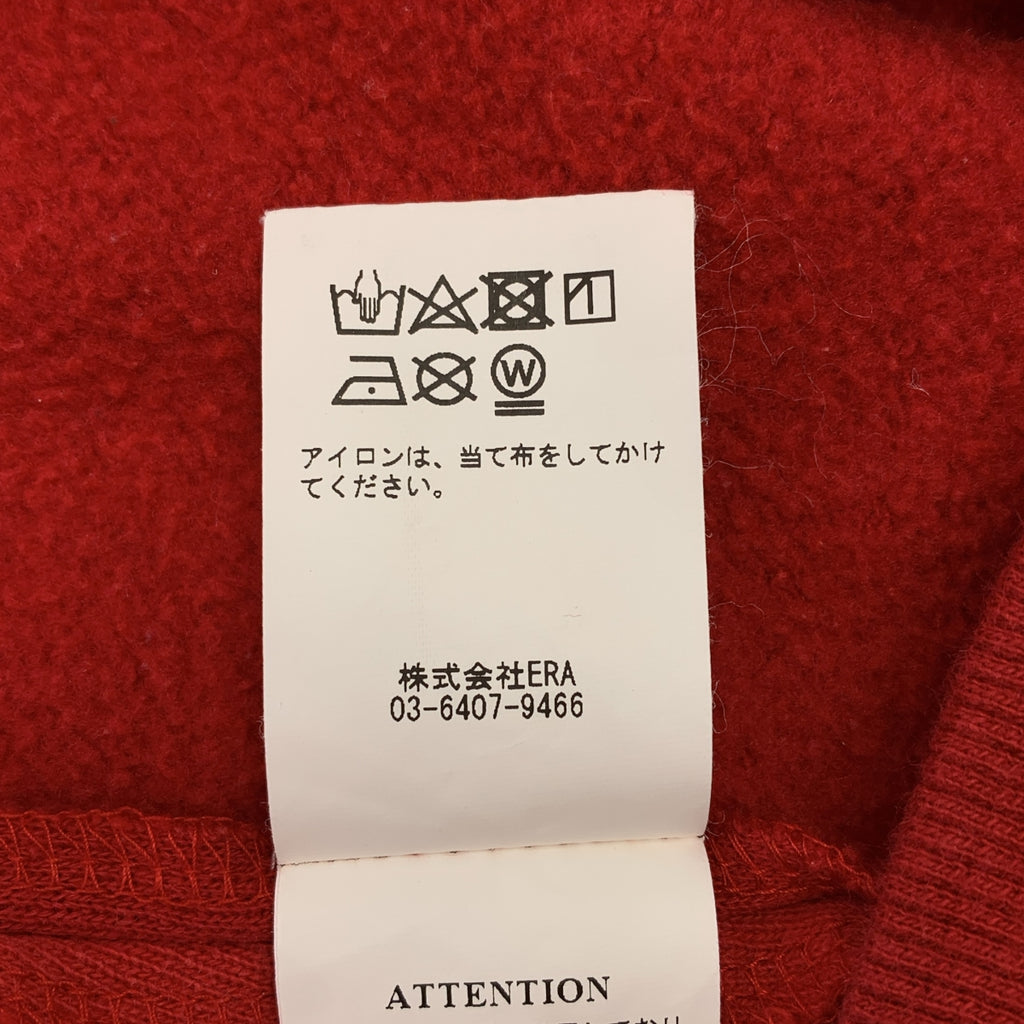 W
アイロンは、当て布をしてかけ
てください。
株式会社ERA
03-6407-9466
ATTENTION